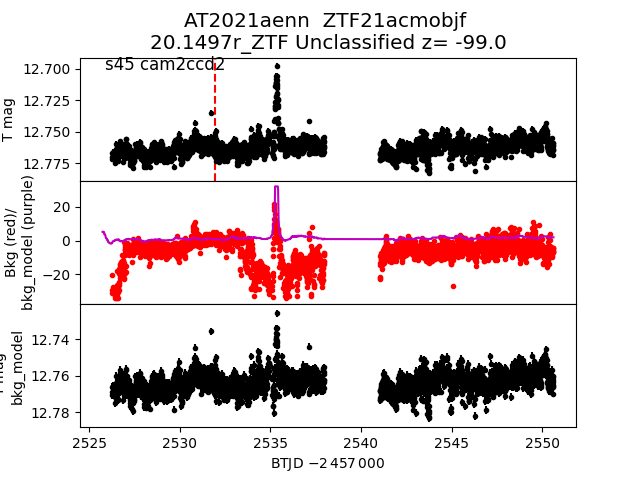 AT2021aenn  ZTF21acmobjf
20.1497r_ZTF Unclassified z= -99.0
s45 cam2ccd2
12.700
12.725
12.750
12.775
T mag
20
0
−20
Bkg (red)/
bkg_model (purple)
12.74
12.76
12.78
mag
bkg_model
2525
2530
2535
2540
2545
2550
BTJD −2 457 000